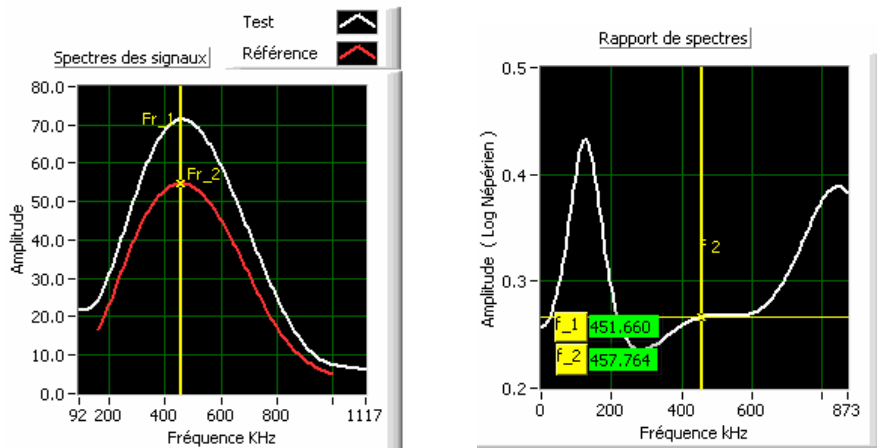 Test
Référence
Spectres des signaux
80.0
70.0
60.0
50.0
40.0
30.0
20.0
10.0
0.0
Amplitude
Fr_1
Fr_2
92 200 400 600 800 1117
Fréquence KHz
Rapport de spectres
0.5
0.4
0.3
0.2
Amplitude ( Log Népérien )
f_1 451.660
f_2 457.764
0 200 400 600 873
Fréquence kHz